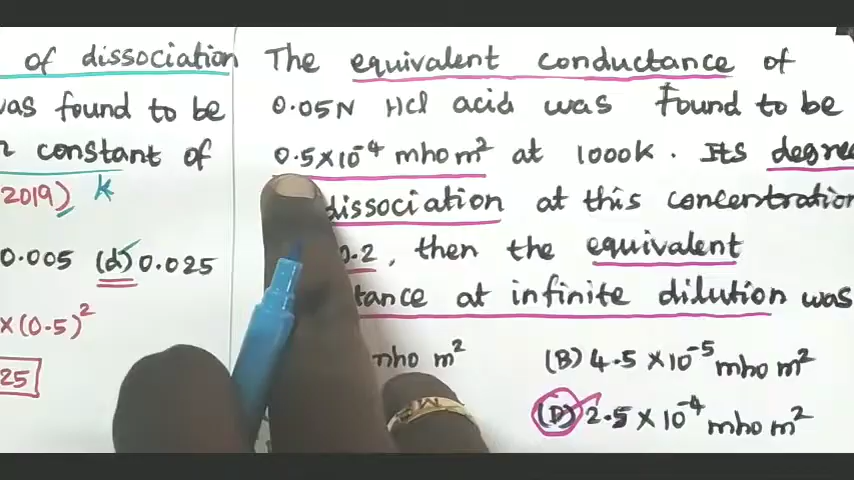 of dissociation
was found to be
constant of
2019) K
0.005 (d) 0.025
×(0.5)²
25
The equivalent conductance of
0.05N HCl acid was found to be
0.5×10⁻⁴ mho m² at 1000k. Its degree
dissociation at this concentration
0.2, then the equivalent
at infinite dilution was
mho m² (B) 4.5 ×10⁻⁵ mho m²
(D) 2.5 ×10⁻⁴ mho m²